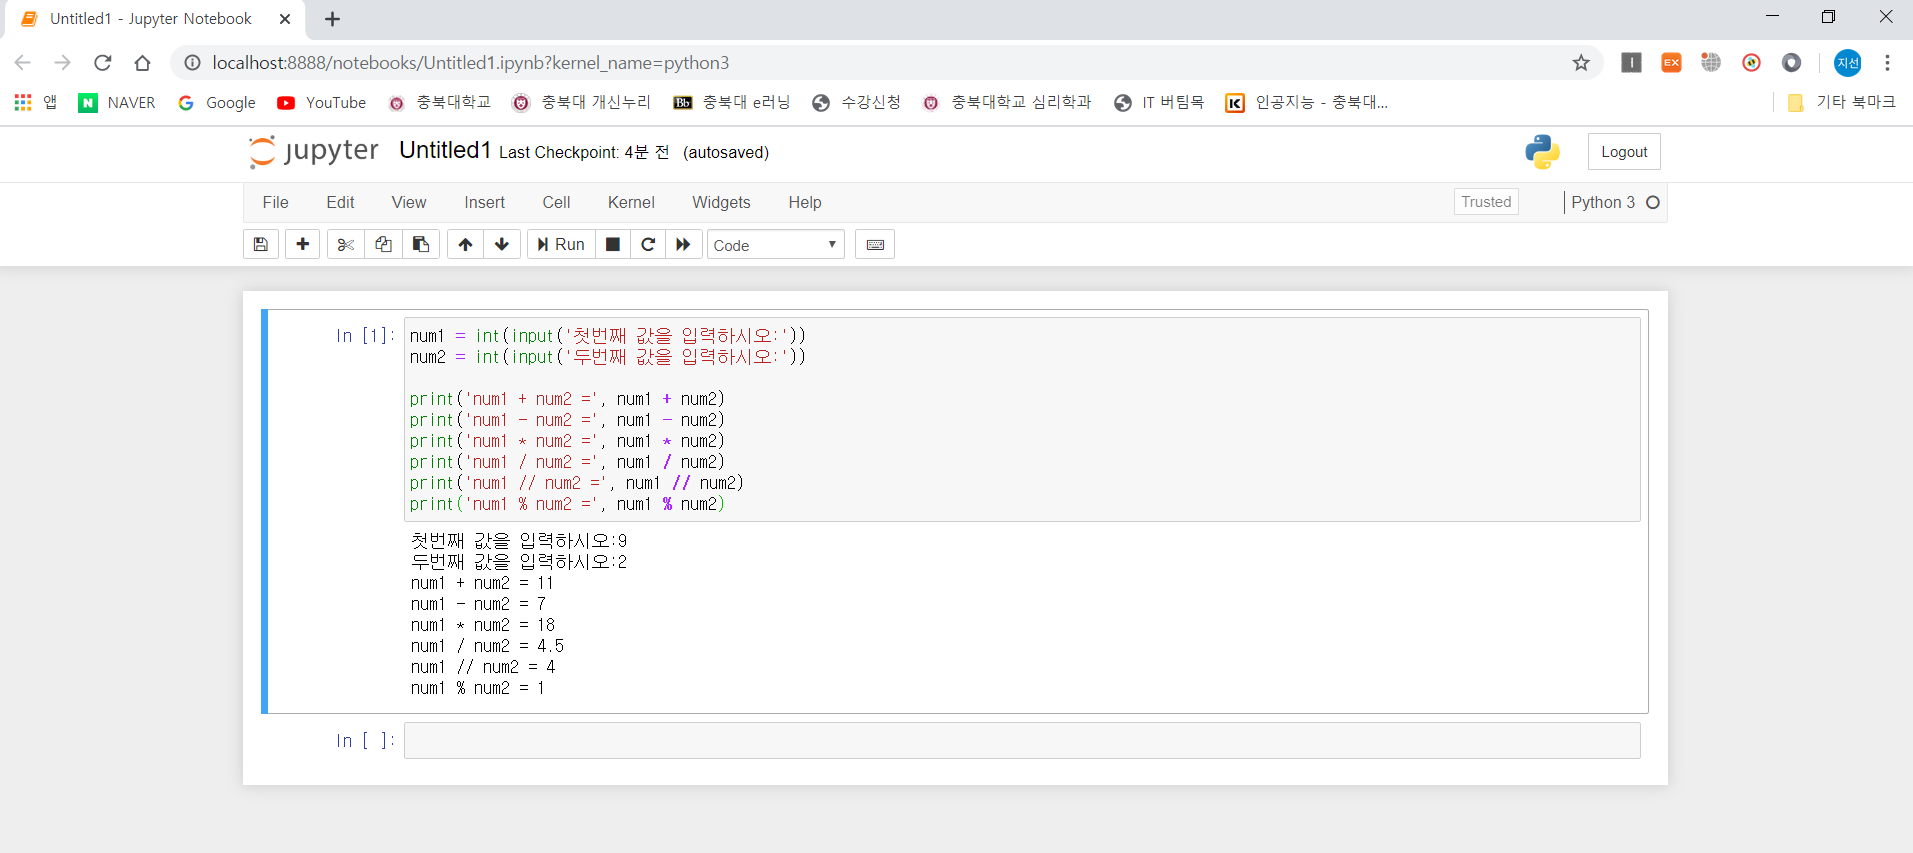 Untitled1 - Jupyter Notebook
localhost:8888/notebooks/Untitled1.ipynb?kernel_name=python3
I EX 지선
앱 N NAVER Google YouTube 충북대학교 충북대 개신누리 Bb 충북대 e러닝 수강신청 충북대학교 심리학과 IT 버팀목 K 인공지능 - 충북대... 기타 북마크
jupyter Untitled1 Last Checkpoint: 4분 전 (autosaved) Logout
File Edit View Insert Cell Kernel Widgets Help Trusted Python 3
Run Code
In [1]: num1 = int(input('첫번째 값을 입력하시오:'))
num2 = int(input('두번째 값을 입력하시오:'))
print('num1 + num2 =', num1 + num2)
print('num1 - num2 =', num1 - num2)
print('num1 * num2 =', num1 * num2)
print('num1 / num2 =', num1 / num2)
print('num1 // num2 =', num1 // num2)
print('num1 % num2 =', num1 % num2)
첫번째 값을 입력하시오:9
두번째 값을 입력하시오:2
num1 + num2 = 11
num1 - num2 = 7
num1 * num2 = 18
num1 / num2 = 4.5
num1 // num2 = 4
num1 % num2 = 1
In [ ]: